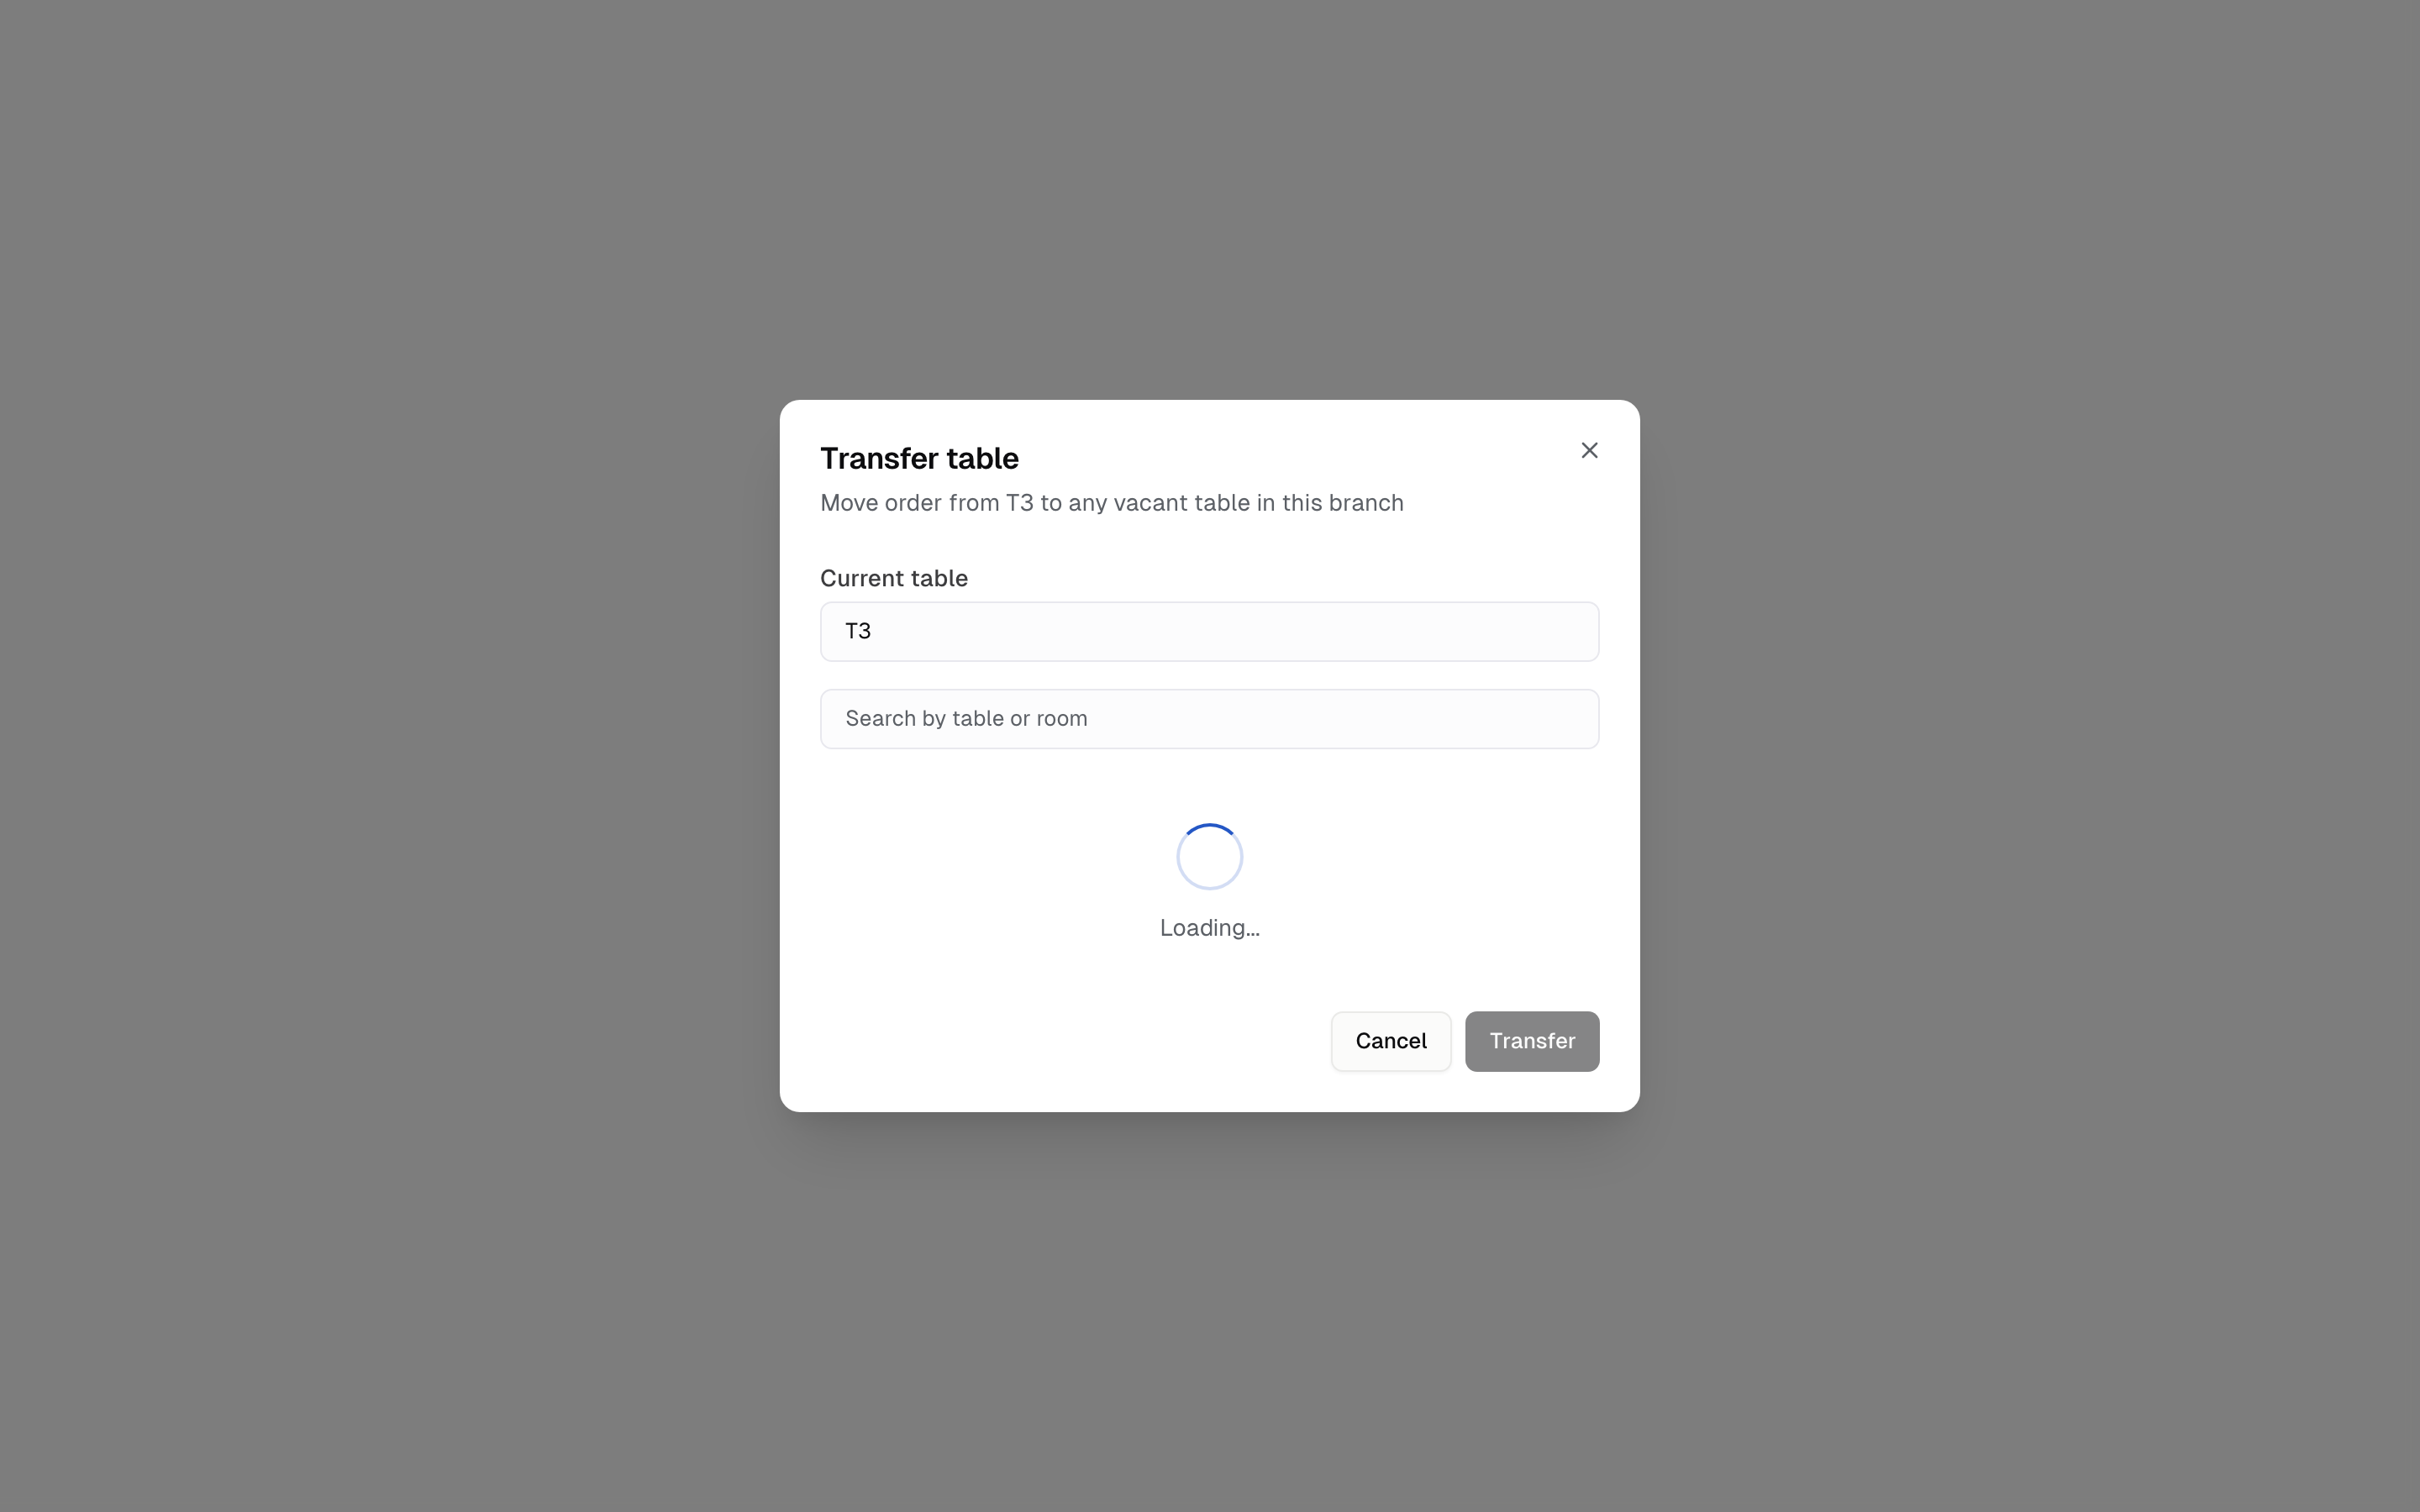 Transfer table
Move order from T3 to any vacant table in this branch
Current table
T3
Search by table or room
Loading...
Cancel
Transfer